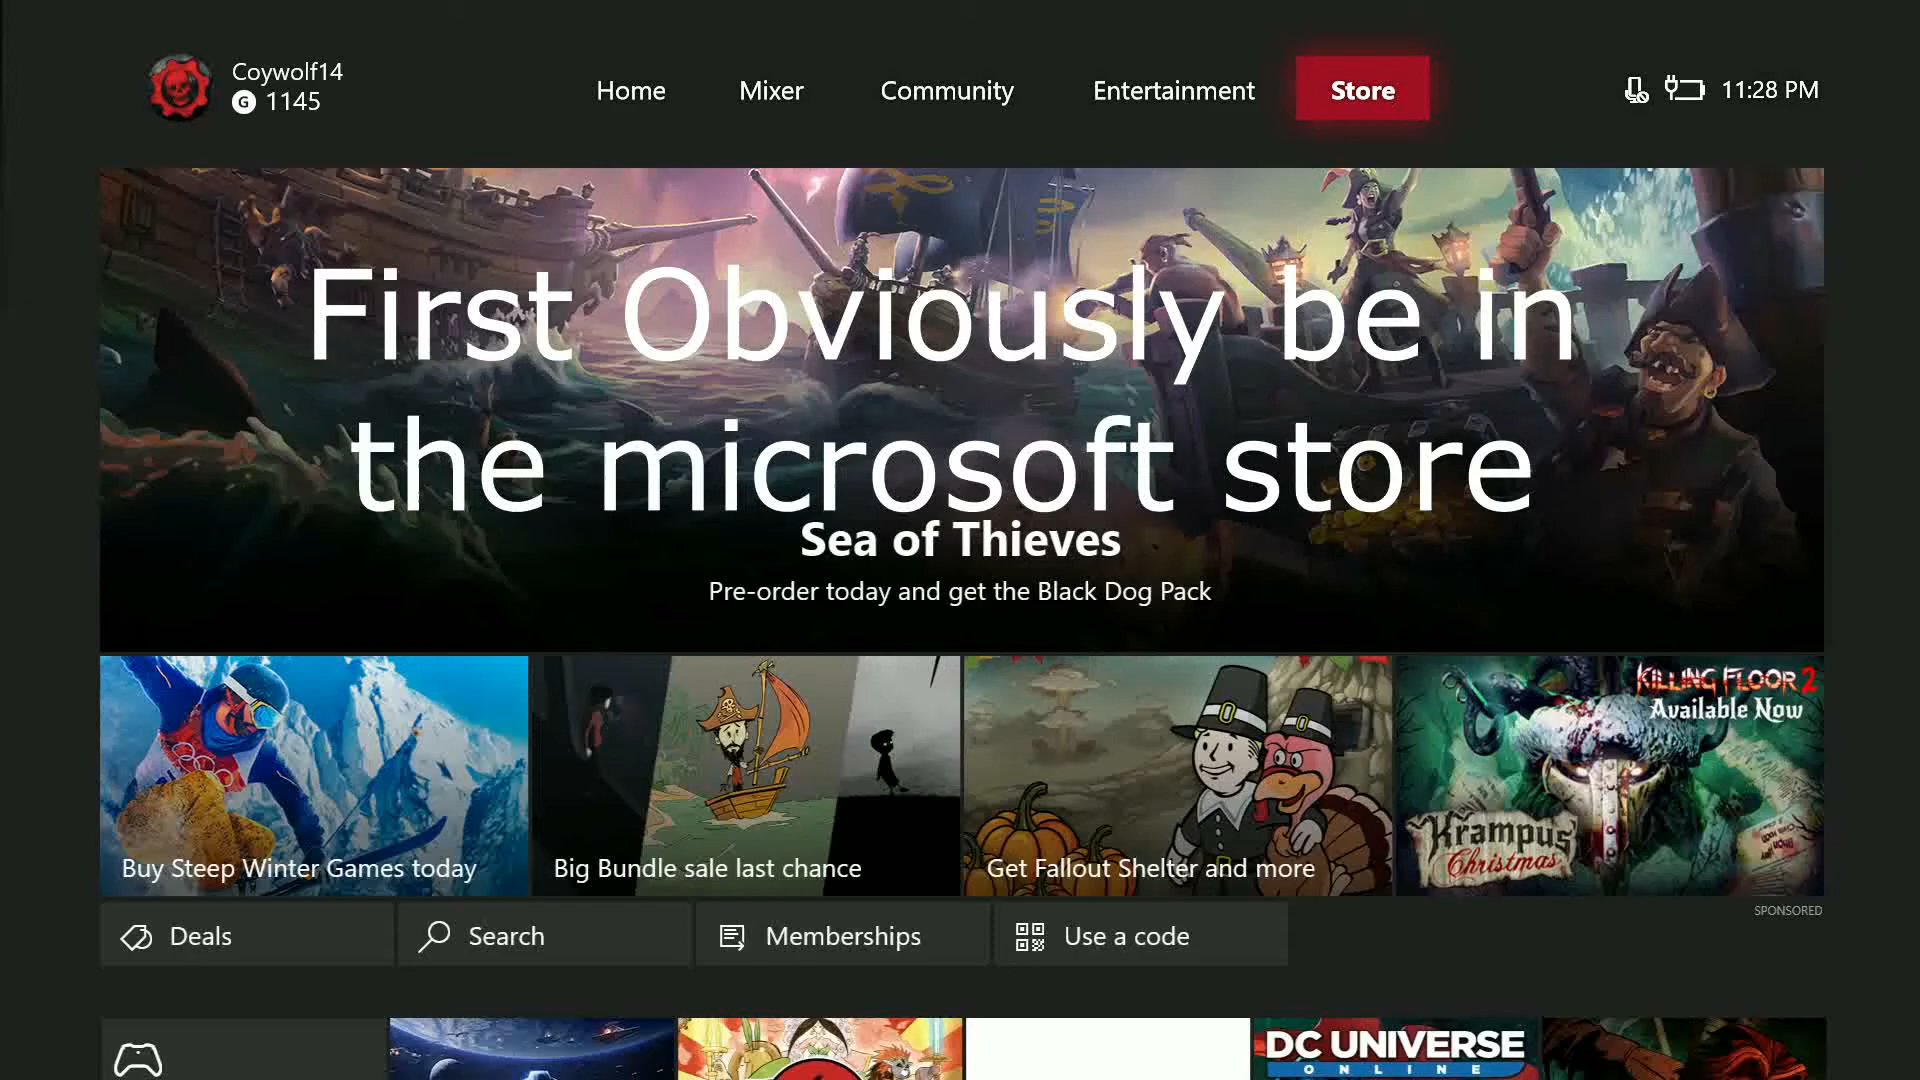 Coywolf14
G 1145
Home
Mixer
Community
Entertainment
Store
11:28 PM
First Obviously be in
the microsoft store
Sea of Thieves
Pre-order today and get the Black Dog Pack
KILLING FLOOR 2
Available Now
Krampus
Christmas
Buy Steep Winter Games today
Big Bundle sale last chance
Get Fallout Shelter and more
SPONSORED
Deals
Search
Memberships
Use a code
DC UNIVERSE
ONLINE